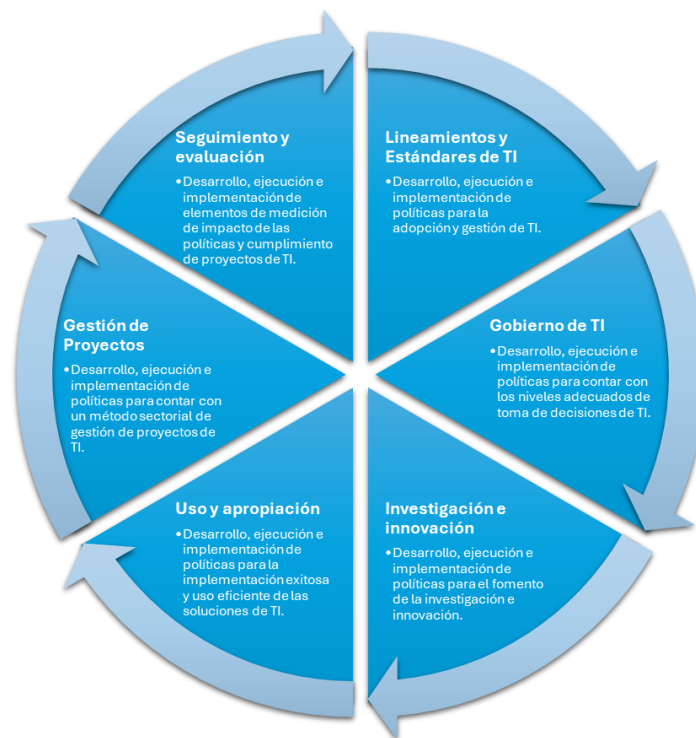 Seguimiento y
evaluación
•Desarrollo, ejecución e
implementación de
elementos de medición
de impacto de las
políticas y cumplimiento
de proyectos de TI.
Lineamientos y
Estándares de TI
•Desarrollo, ejecución e
implementación de
políticas para la
adopción y gestión de TI.
Gestión de
Proyectos
•Desarrollo, ejecución e
implementación de
políticas para contar con
un método sectorial de
gestión de proyectos de
TI.
Gobierno de TI
•Desarrollo, ejecución e
implementación de
políticas para contar con
los niveles adecuados de
toma de decisiones de TI.
Uso y apropiación
•Desarrollo, ejecución e
implementación de
políticas para la
implementación exitosa
y uso eficiente de las
soluciones de TI.
Investigación e
innovación
•Desarrollo, ejecución e
implementación de
políticas para el fomento
de la investigación e
innovación.